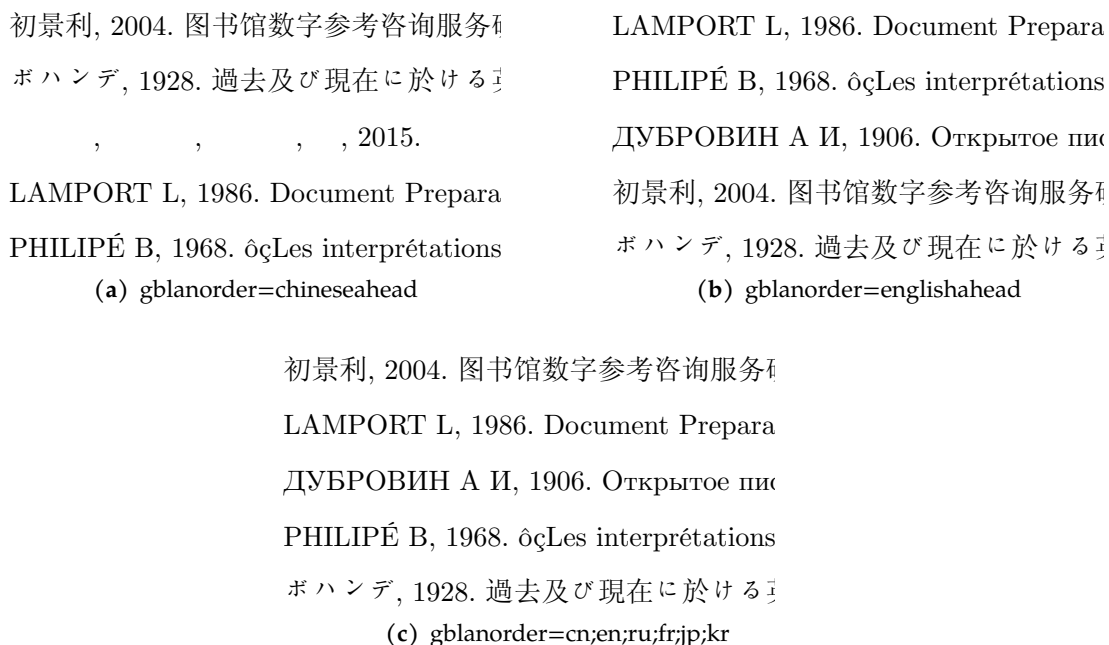 初景利, 2004. 图书馆数字参考咨询服务
ボハンデ, 1928. 過去及び現在に於ける
, , , , 2015.
LAMPORT L, 1986. Document Prepara
PHILIPÉ B, 1968. ôçLes interprétations
(a) gblanorder=chineseahead
LAMPORT L, 1986. Document Prepara
PHILIPÉ B, 1968. ôçLes interprétations
ДУБРОВИН А И, 1906. Открытое пис
初景利, 2004. 图书馆数字参考咨询服务
ボハンデ, 1928. 過去及び現在に於ける
(b) gblanorder=englishahead
初景利, 2004. 图书馆数字参考咨询服务
LAMPORT L, 1986. Document Prepara
ДУБРОВИН А И, 1906. Открытое пис
PHILIPÉ B, 1968. ôçLes interprétations
ボハンデ, 1928. 過去及び現在に於ける
(c) gblanorder=cn;en;ru;fr;jp;kr